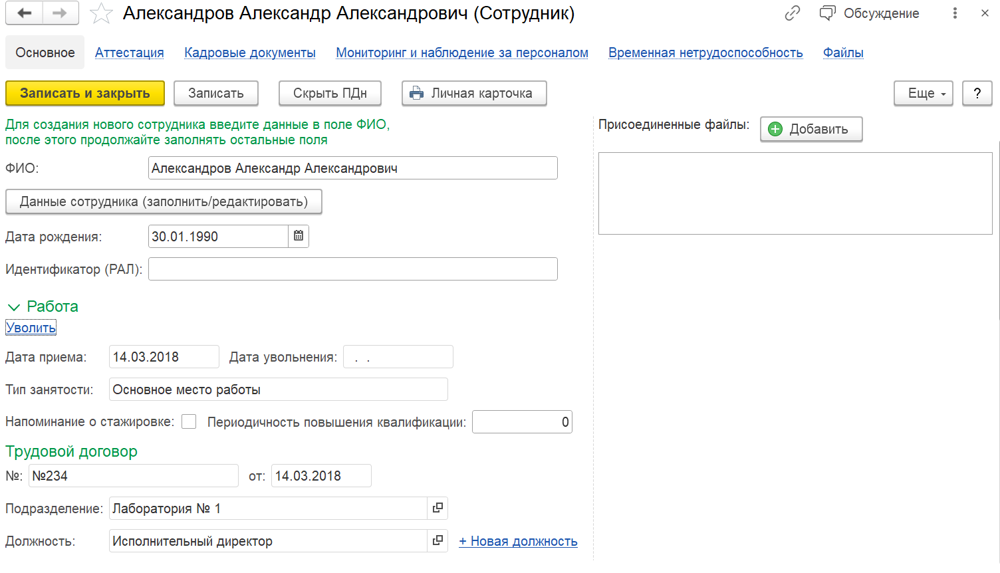 Александров Александр Александрович (Сотрудник)
Обсуждение
Основное Аттестация Кадровые документы Мониторинг и наблюдение за персоналом Временная нетрудоспособность Файлы
Записать и закрыть Записать Скрыть ПДн Личная карточка Еще ?
Для создания нового сотрудника введите данные в поле ФИО,
после этого продолжайте заполнять остальные поля
ФИО: Александров Александр Александрович
Данные сотрудника (заполнить/редактировать)
Дата рождения: 30.01.1990
Идентификатор (РАЛ):
Работа
Уволить
Дата приема: 14.03.2018 Дата увольнения: . .
Тип занятости: Основное место работы
Напоминание о стажировке: Периодичность повышения квалификации: 0
Трудовой договор
№: №234 от: 14.03.2018
Подразделение: Лаборатория № 1
Должность: Исполнительный директор + Новая должность
Присоединенные файлы: Добавить